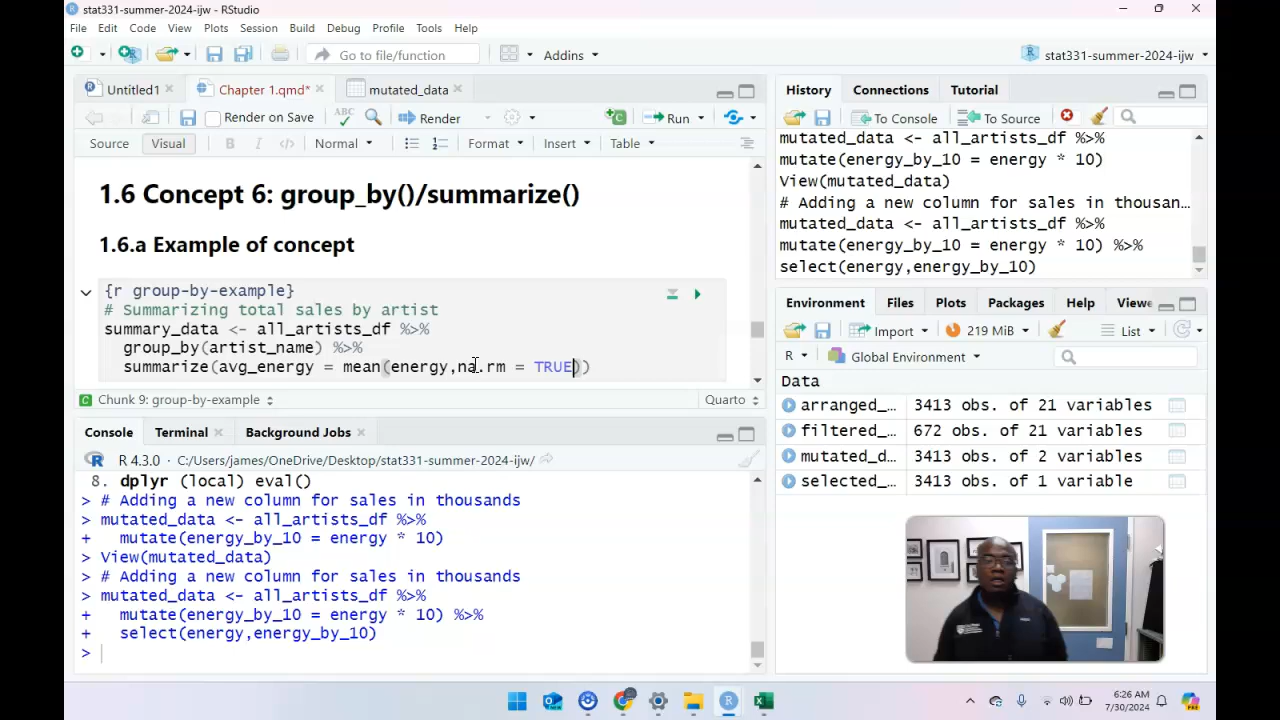 stat331-summer-2024-ijw - RStudio
File Edit Code View Plots Session Build Debug Profile Tools Help
Go to file/function Addins stat331-summer-2024-ijw
Untitled1 Chapter 1.qmd* mutated_data
Render on Save ABC Render Run
Source Visual B I Normal Format Insert Table
1.6 Concept 6: group_by()/summarize()
1.6.a Example of concept
{r group-by-example}
# Summarizing total sales by artist
summary_data <- all_artists_df %>%
group_by(artist_name) %>%
summarize(avg_energy = mean(energy,na.rm = TRUE))
Chunk 9: group-by-example Quarto
Console Terminal Background Jobs
R 4.3.0 · C:/Users/james/OneDrive/Desktop/stat331-summer-2024-ijw/
8. dplyr (local) eval()
> # Adding a new column for sales in thousands
> mutated_data <- all_artists_df %>%
+ mutate(energy_by_10 = energy * 10)
> View(mutated_data)
> # Adding a new column for sales in thousands
> mutated_data <- all_artists_df %>%
+ mutate(energy_by_10 = energy * 10) %>%
+ select(energy,energy_by_10)
>
History Connections Tutorial
To Console To Source
mutated_data <- all_artists_df %>%
mutate(energy_by_10 = energy * 10)
View(mutated_data)
# Adding a new column for sales in thousan…
mutated_data <- all_artists_df %>%
mutate(energy_by_10 = energy * 10) %>%
select(energy,energy_by_10)
Environment Files Plots Packages Help Viewe
Import 219 MiB List
R Global Environment
Data
arranged_… 3413 obs. of 21 variables
filtered_… 672 obs. of 21 variables
mutated_d… 3413 obs. of 2 variables
selected_… 3413 obs. of 1 variable
6:26 AM
7/30/2024